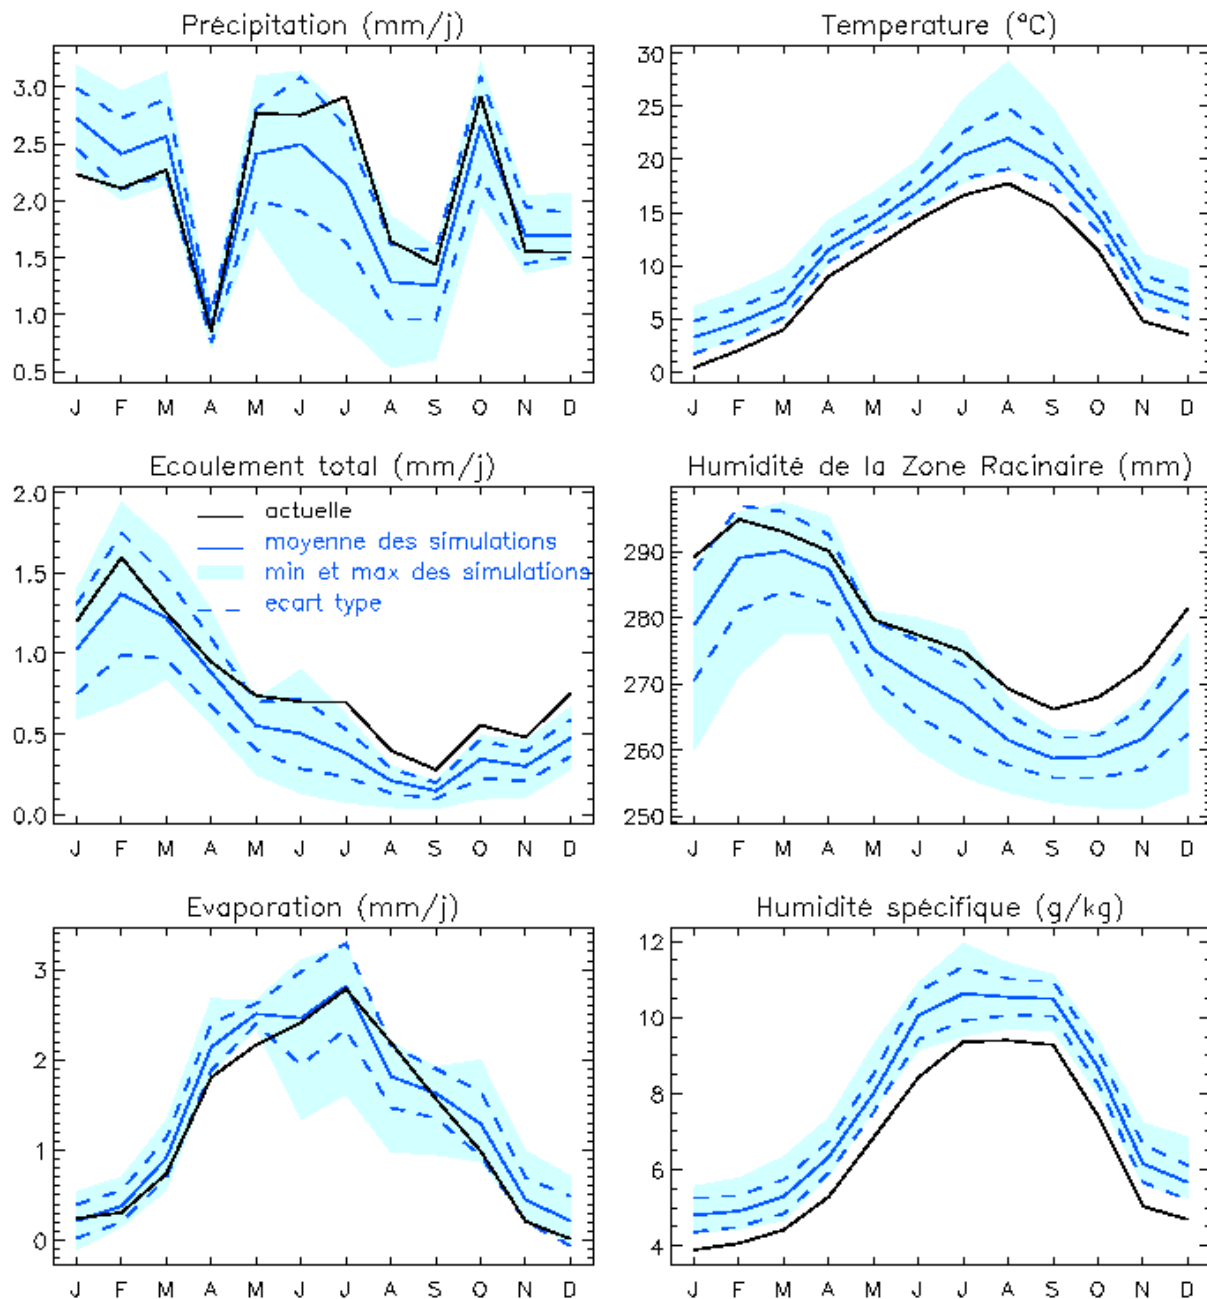 Précipitation (mm/j)
3.0
2.5
2.0
1.5
1.0
0.5
J F M A M J J A S O N D
Temperature (°C)
30
25
20
15
10
5
0
J F M A M J J A S O N D
Ecoulement total (mm/j)
2.0
1.5
1.0
0.5
0.0
actuelle
moyenne des simulations
min et max des simulations
ecart type
J F M A M J J A S O N D
Humidité de la Zone Racinaire (mm)
290
280
270
260
250
J F M A M J J A S O N D
Evaporation (mm/j)
3
2
1
0
J F M A M J J A S O N D
Humidité spécifique (g/kg)
12
10
8
6
4
J F M A M J J A S O N D